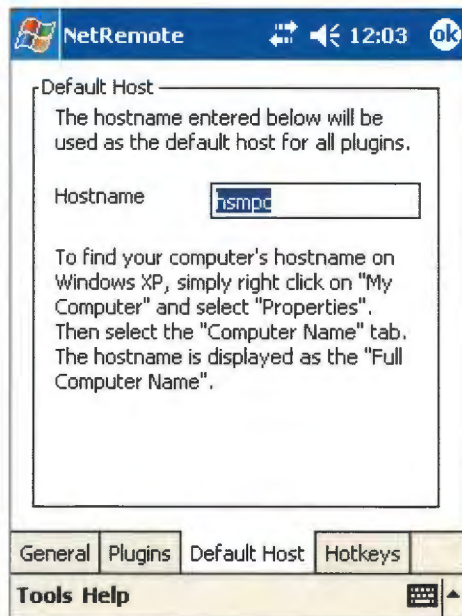 NetRemote 12:03 ok
Default Host
The hostname entered below will be
used as the default host for all plugins.
Hostname hsmpc
To find your computer's hostname on
Windows XP, simply right click on "My
Computer" and select "Properties".
Then select the "Computer Name" tab.
The hostname is displayed as the "Full
Computer Name".
General Plugins Default Host Hotkeys
Tools Help